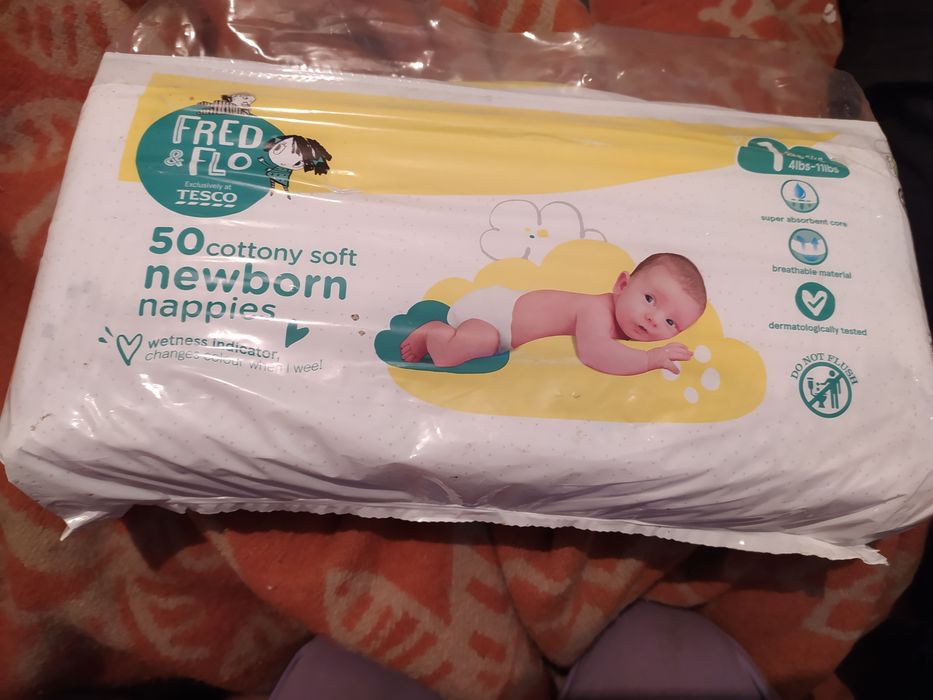 FRED
& FLO
Exclusively at
TESCO
50 cottony soft
newborn
nappies
wetness indicator,
changes colour when I wee!
1
4lbs-11lbs
super absorbent core
breathable material
dermatologically tested
DO NOT FLUSH